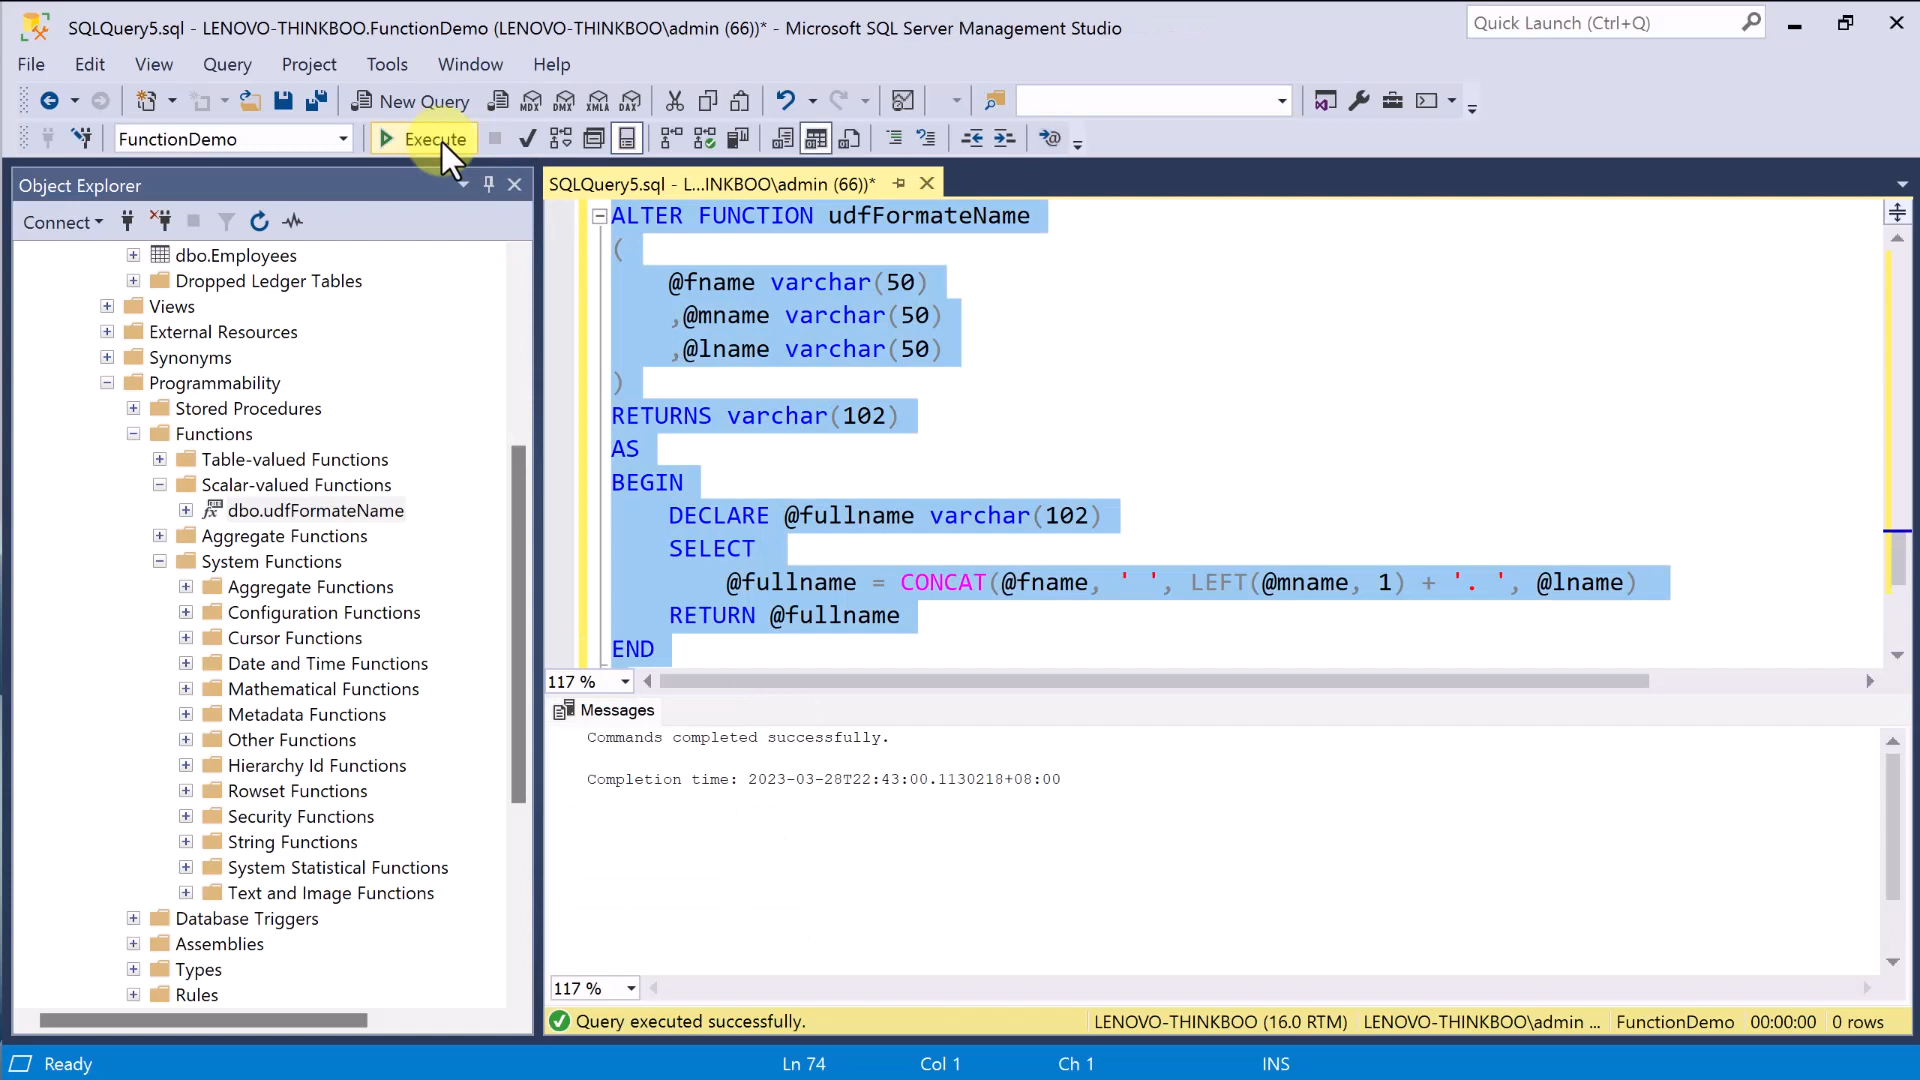 SQLQuery5.sql - LENOVO-THINKBOO.FunctionDemo (LENOVO-THINKBOO\admin (66))* - Microsoft SQL Server Management Studio
Quick Launch (Ctrl+Q)
File Edit View Query Project Tools Window Help
New Query MDX DMX XMLA DAX
FunctionDemo Execute
Object Explorer
SQLQuery5.sql - L...INKBOO\admin (66))*
Connect
dbo.Employees
Dropped Ledger Tables
Views
External Resources
Synonyms
Programmability
Stored Procedures
Functions
Table-valued Functions
Scalar-valued Functions
dbo.udfFormateName
Aggregate Functions
System Functions
Aggregate Functions
Configuration Functions
Cursor Functions
Date and Time Functions
Mathematical Functions
Metadata Functions
Other Functions
Hierarchy Id Functions
Rowset Functions
Security Functions
String Functions
System Statistical Functions
Text and Image Functions
Database Triggers
Assemblies
Types
Rules
ALTER FUNCTION udfFormateName
(
@fname varchar(50)
,@mname varchar(50)
,@lname varchar(50)
)
RETURNS varchar(102)
AS
BEGIN
DECLARE @fullname varchar(102)
SELECT
@fullname = CONCAT(@fname, ' ', LEFT(@mname, 1) + '. ', @lname)
RETURN @fullname
END
117 %
Messages
Commands completed successfully.
Completion time: 2023-03-28T22:43:00.1130218+08:00
117 %
Query executed successfully. LENOVO-THINKBOO (16.0 RTM) LENOVO-THINKBOO\admin ... FunctionDemo 00:00:00 0 rows
Ready Ln 74 Col 1 Ch 1 INS